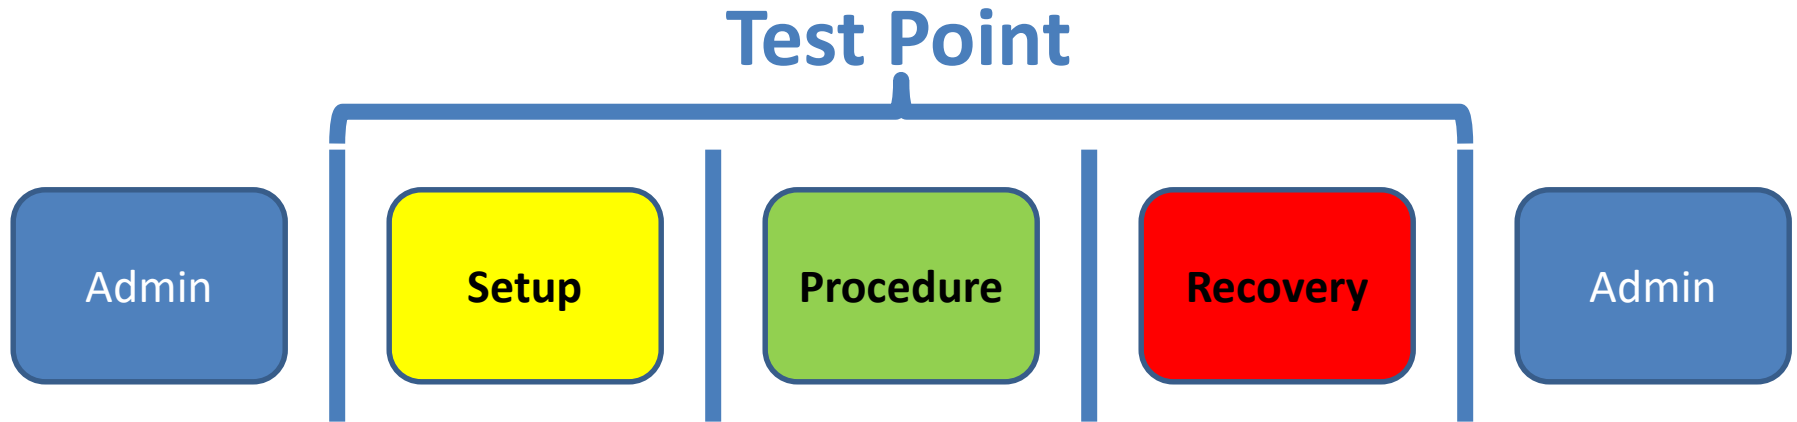 Test Point
Admin
Setup
Procedure
Recovery
Admin